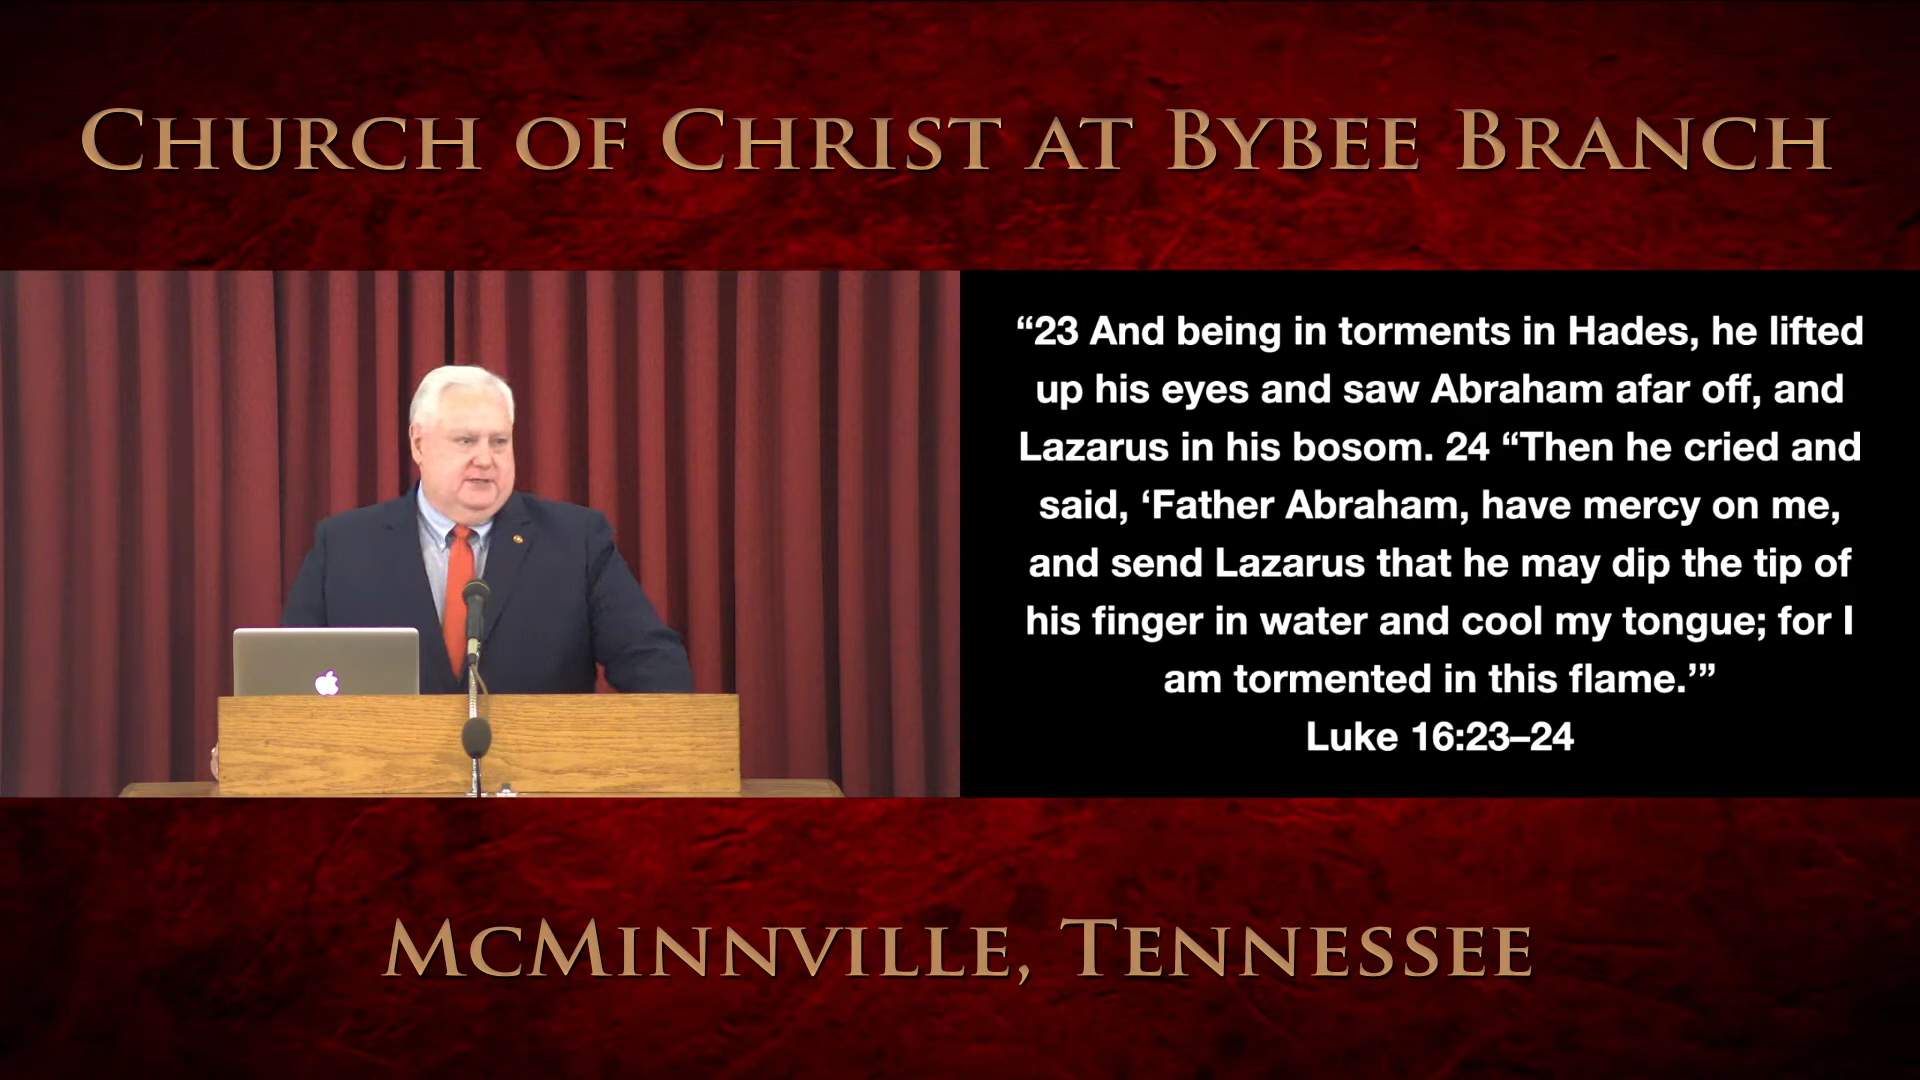 CHURCH OF CHRIST AT BYBEE BRANCH
“23 And being in torments in Hades, he lifted
up his eyes and saw Abraham afar off, and
Lazarus in his bosom. 24 “Then he cried and
said, ‘Father Abraham, have mercy on me,
and send Lazarus that he may dip the tip of
his finger in water and cool my tongue; for I
am tormented in this flame.’”
Luke 16:23–24
MCMINNVILLE, TENNESSEE